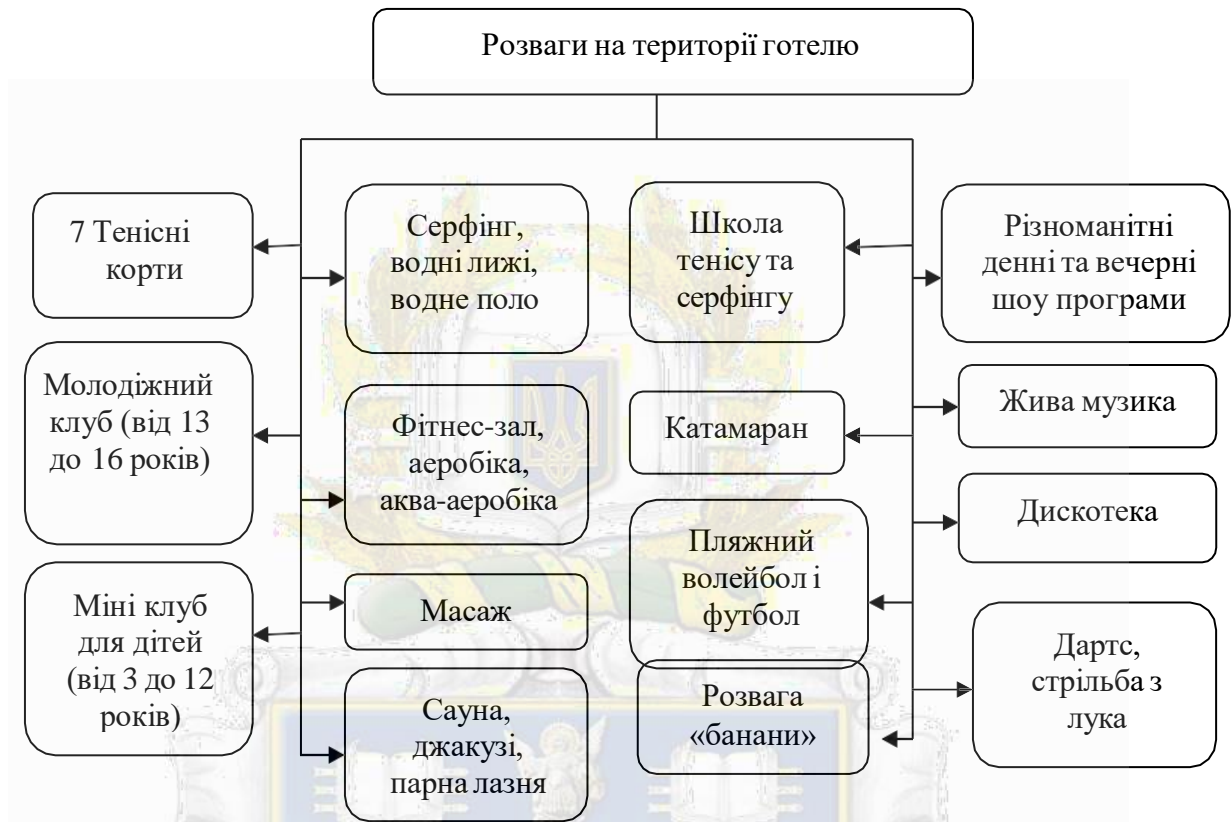 Розваги на території готелю
7 Тенісні
корти
Серфінг,
водні лижі,
водне поло
Школа
тенісу та
серфінгу
Різноманітні
денні та вечерні
шоу програми
Молодіжний
клуб (від 13
до 16 років)
Фітнес-зал,
аеробіка,
аква-аеробіка
Катамаран
Жива музика
Дискотека
Пляжний
волейбол і
футбол
Міні клуб
для дітей
(від 3 до 12
років)
Масаж
Сауна,
джакузі,
парна лазня
Розвага
«банани»
Дартс,
стрільба з
лука